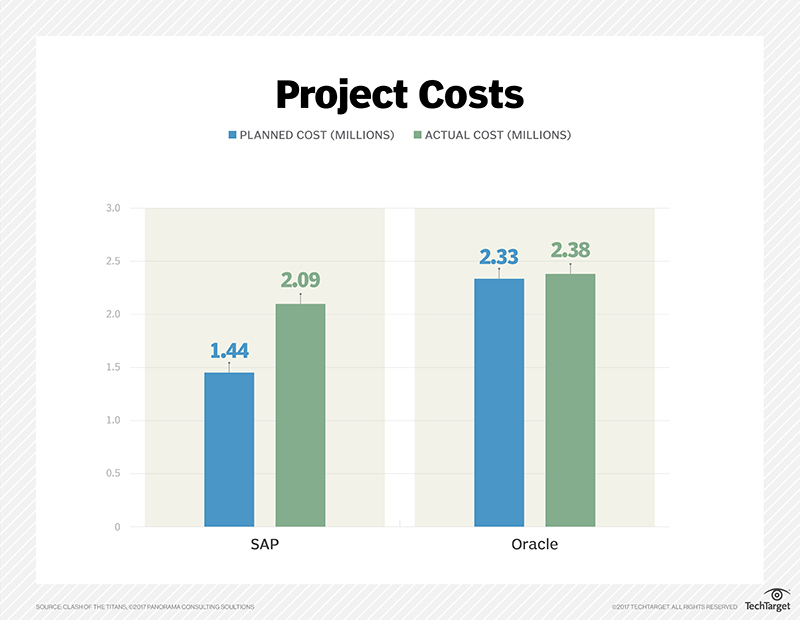 Project Costs
PLANNED COST (MILLIONS) ACTUAL COST (MILLIONS)
3.0
2.5
2.0
1.5
1.0
0.5
0
1.44
2.09
2.33
2.38
SAP
Oracle
SOURCE: CLASH OF THE TITANS, ©2017 PANORAMA CONSULTING SOULTIONS
©2017 TECHTARGET. ALL RIGHTS RESERVED
TechTarget